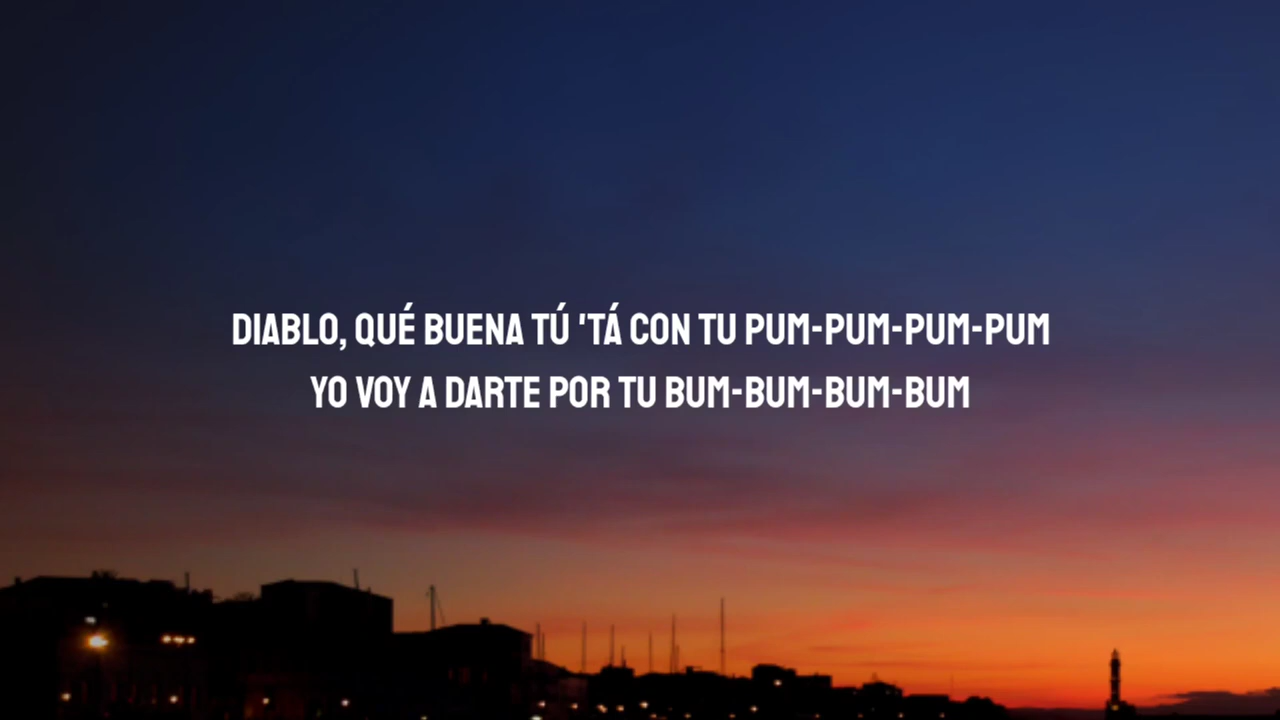 DIABLO, QUÉ BUENA TÚ 'TÁ CON TU PUM-PUM-PUM-PUM
YO VOY A DARTE POR TU BUM-BUM-BUM-BUM